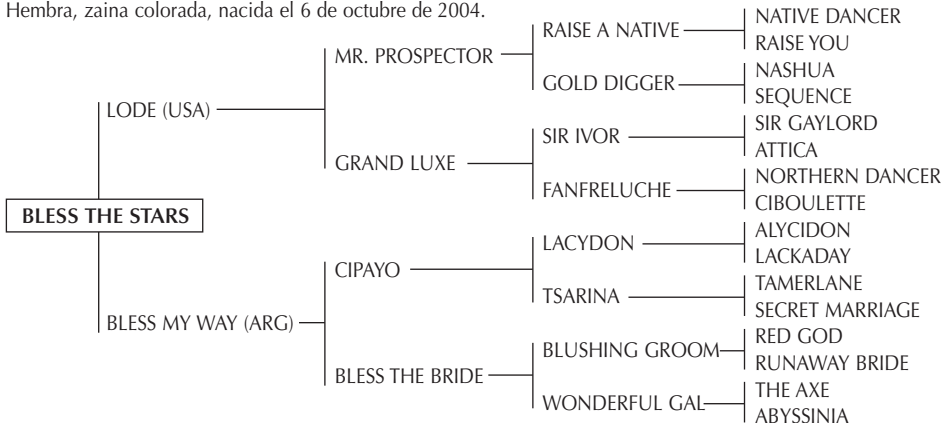 Hembra, zaina colorada, nacida el 6 de octubre de 2004.
BLESS THE STARS
LODE (USA)
BLESS MY WAY (ARG)
MR. PROSPECTOR
GRAND LUXE
CIPAYO
BLESS THE BRIDE
RAISE A NATIVE
GOLD DIGGER
SIR IVOR
FANFRELUCHE
LACYDON
TSARINA
BLUSHING GROOM
WONDERFUL GAL
NATIVE DANCER
RAISE YOU
NASHUA
SEQUENCE
SIR GAYLORD
ATTICA
NORTHERN DANCER
CIBOULETTE
ALYCIDON
LACKADAY
TAMERLANE
SECRET MARRIAGE
RED GOD
RUNAWAY BRIDE
THE AXE
ABYSSINIA